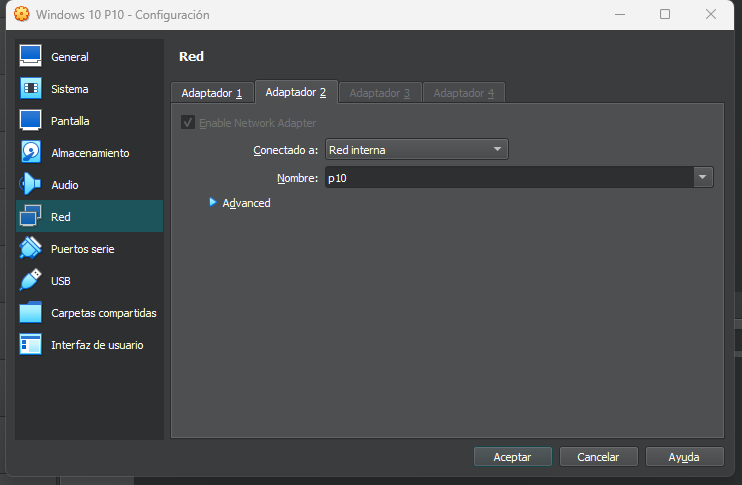 Windows 10 P10 - Configuración
General
Sistema
Pantalla
Almacenamiento
Audio
Red
Puertos serie
USB
Carpetas compartidas
Interfaz de usuario
Red
Adaptador 1 Adaptador 2 Adaptador 3 Adaptador 4
Enable Network Adapter
Conectado a: Red interna
Nombre: p10
Advanced
Aceptar Cancelar Ayuda